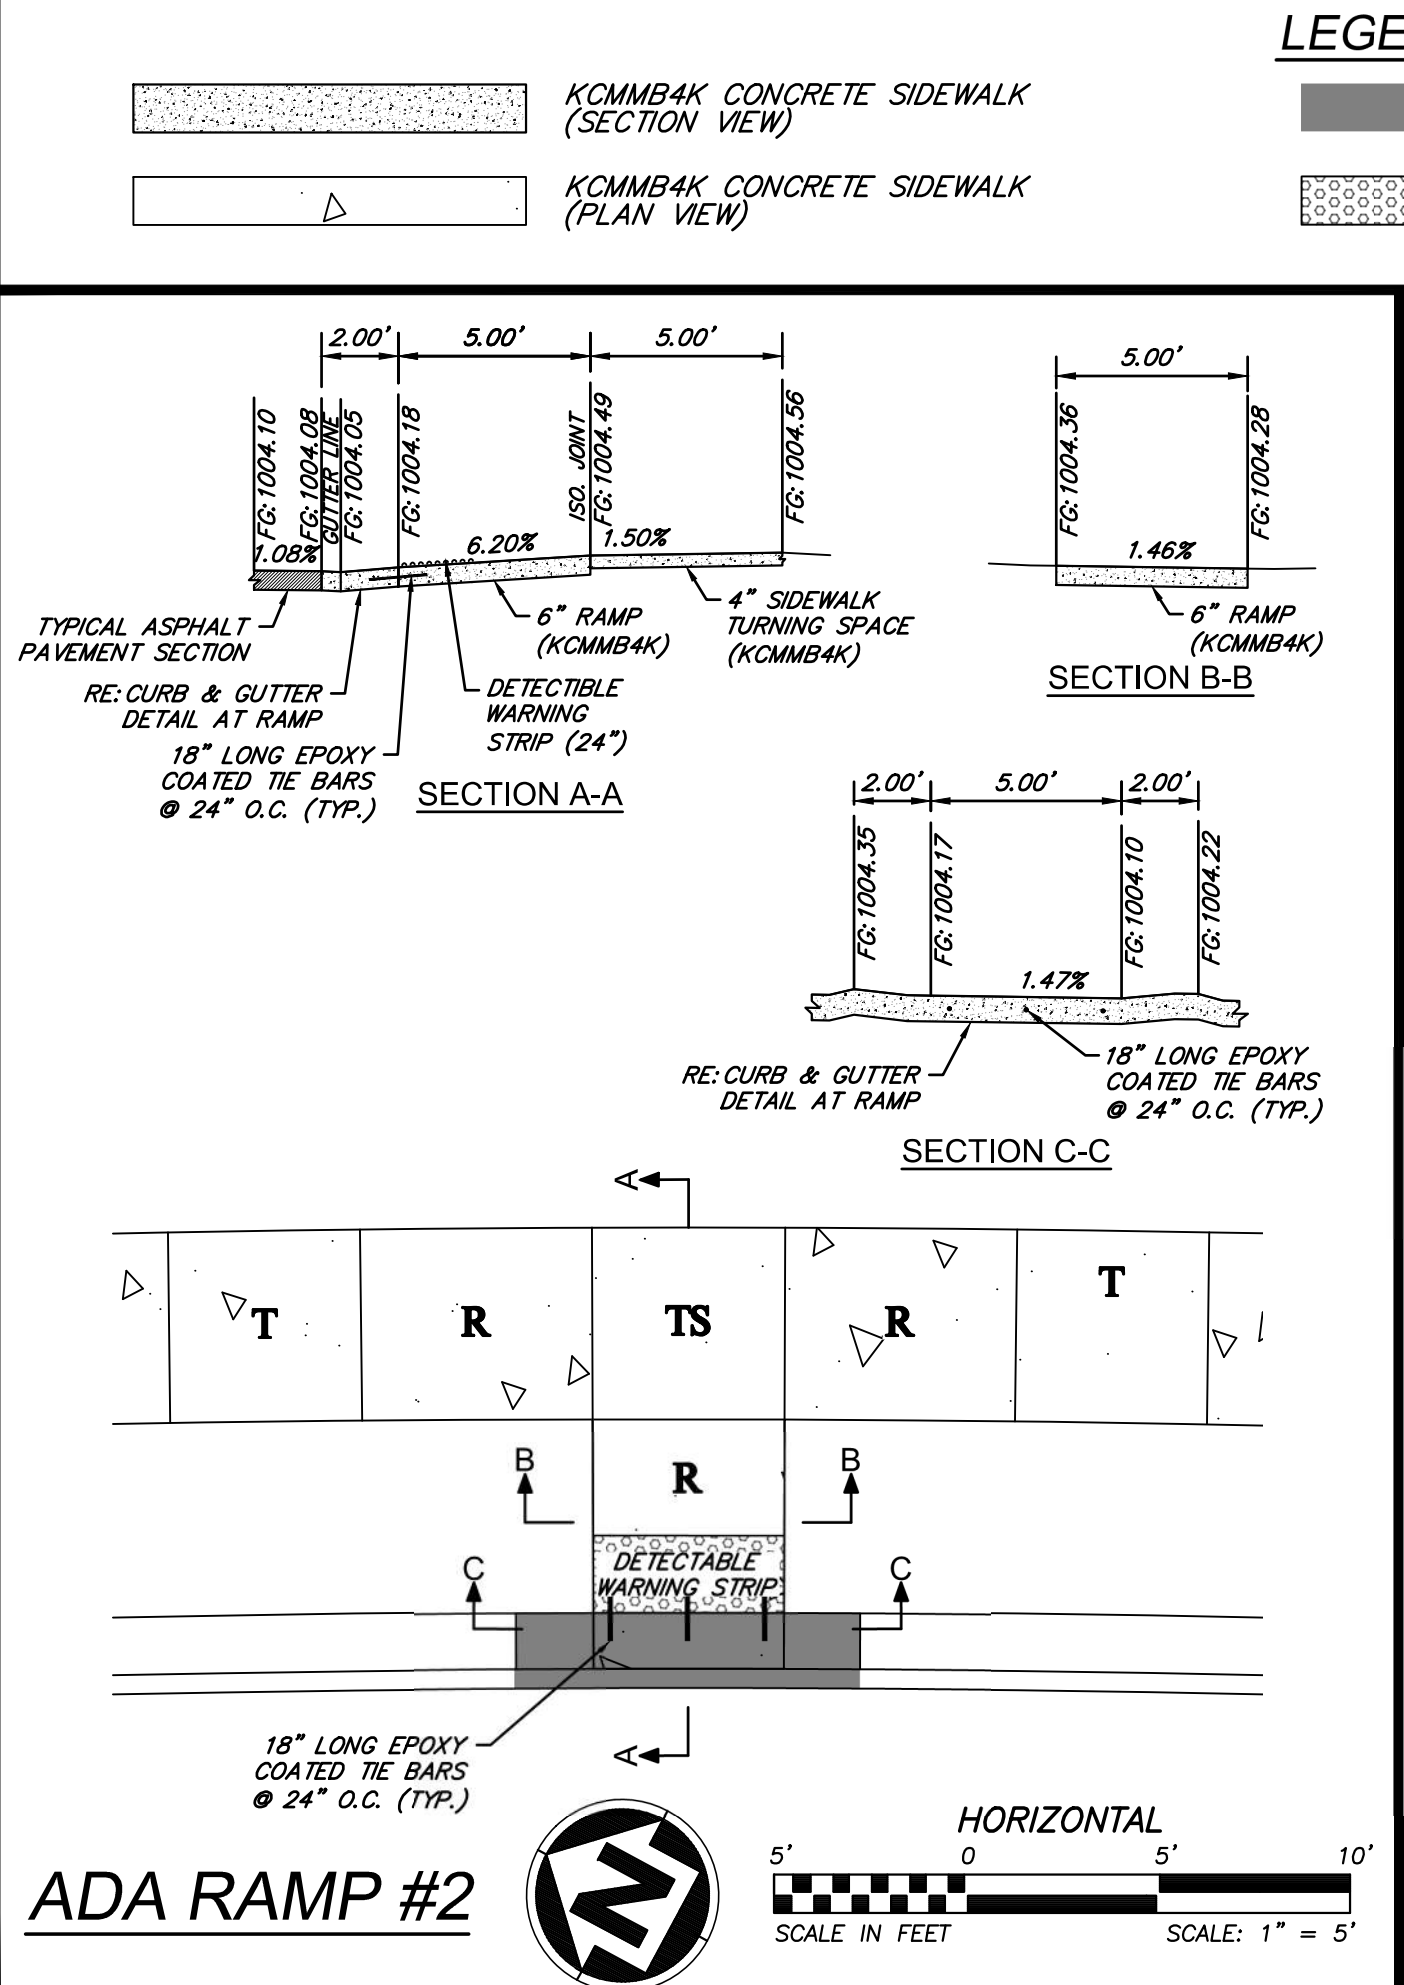 LEGE
KCMMB4K CONCRETE SIDEWALK
(SECTION VIEW)
KCMMB4K CONCRETE SIDEWALK
(PLAN VIEW)
2.00'
5.00'
5.00'
FG:1004.10
FG:1004.08
GUTTER LINE
FG:1004.05
FG:1004.18
ISO. JOINT
FG:1004.49
FG:1004.56
1.08%
6.20%
1.50%
TYPICAL ASPHALT
PAVEMENT SECTION
RE: CURB & GUTTER
DETAIL AT RAMP
18" LONG EPOXY
COATED TIE BARS
@ 24" O.C. (TYP.)
6" RAMP
(KCMMB4K)
DETECTIBLE
WARNING
STRIP (24")
4" SIDEWALK
TURNING SPACE
(KCMMB4K)
SECTION A-A
5.00'
FG:1004.36
FG:1004.28
1.46%
6" RAMP
(KCMMB4K)
SECTION B-B
2.00'
5.00'
2.00'
FG:1004.35
FG:1004.17
FG:1004.10
FG:1004.22
1.47%
RE: CURB & GUTTER
DETAIL AT RAMP
18" LONG EPOXY
COATED TIE BARS
@ 24" O.C. (TYP.)
SECTION C-C
A
T
R
TS
R
T
B
R
B
C
DETECTABLE
WARNING STRIP
C
18" LONG EPOXY
COATED TIE BARS
@ 24" O.C. (TYP.)
A
ADA RAMP #2
N
HORIZONTAL
5'
0
5'
10'
SCALE IN FEET
SCALE: 1" = 5'